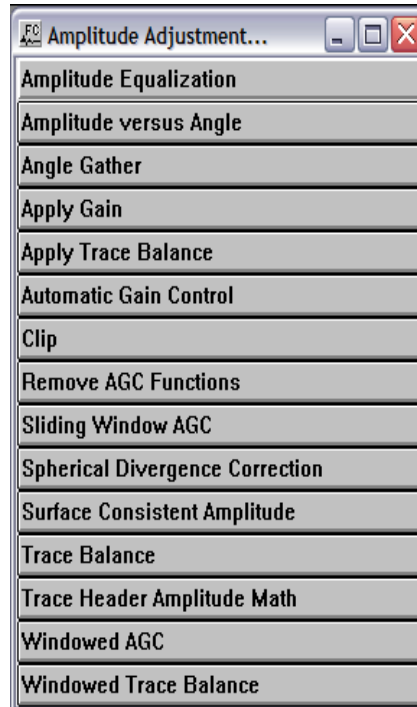 FC
Amplitude Adjustment...
Amplitude Equalization
Amplitude versus Angle
Angle Gather
Apply Gain
Apply Trace Balance
Automatic Gain Control
Clip
Remove AGC Functions
Sliding Window AGC
Spherical Divergence Correction
Surface Consistent Amplitude
Trace Balance
Trace Header Amplitude Math
Windowed AGC
Windowed Trace Balance